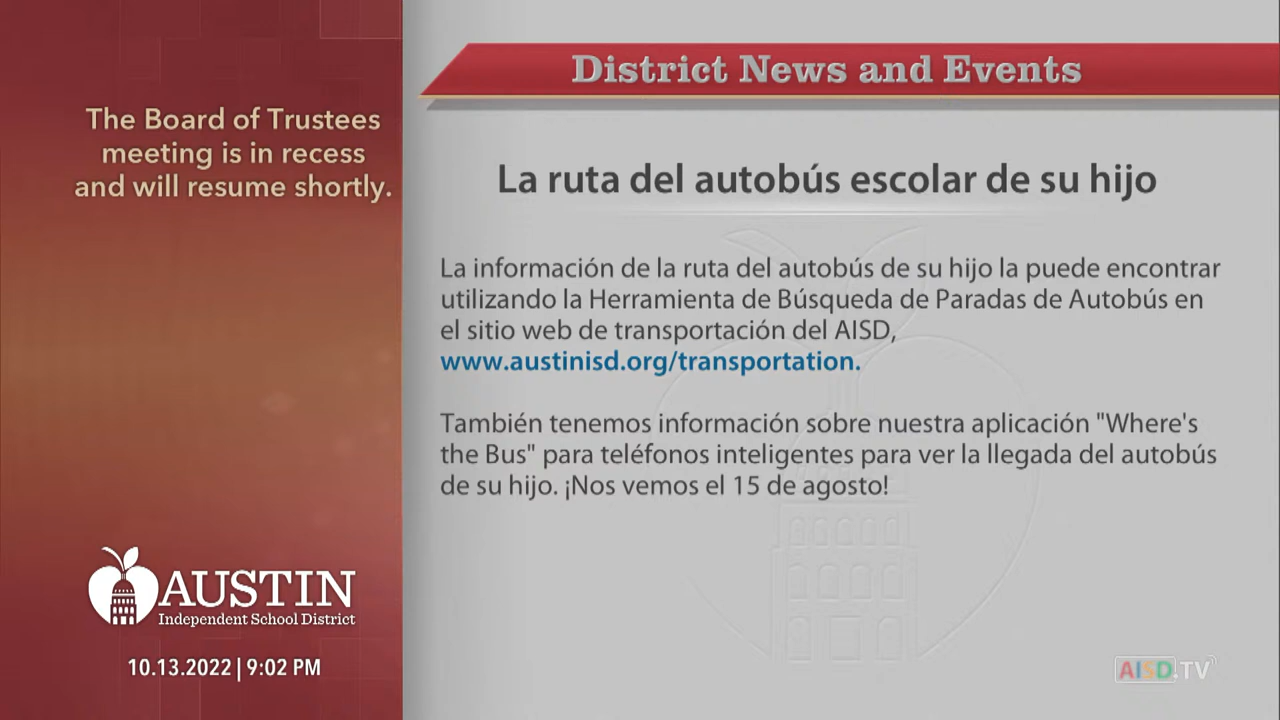 The Board of Trustees
meeting is in recess
and will resume shortly.
AUSTIN
Independent School District
10.13.2022 | 9:02 PM
District News and Events
La ruta del autobús escolar de su hijo
La información de la ruta del autobús de su hijo la puede encontrar
utilizando la Herramienta de Búsqueda de Paradas de Autobús en
el sitio web de transportación del AISD,
www.austinisd.org/transportation.
También tenemos información sobre nuestra aplicación "Where's
the Bus" para teléfonos inteligentes para ver la llegada del autobús
de su hijo. ¡Nos vemos el 15 de agosto!
AISD.TV